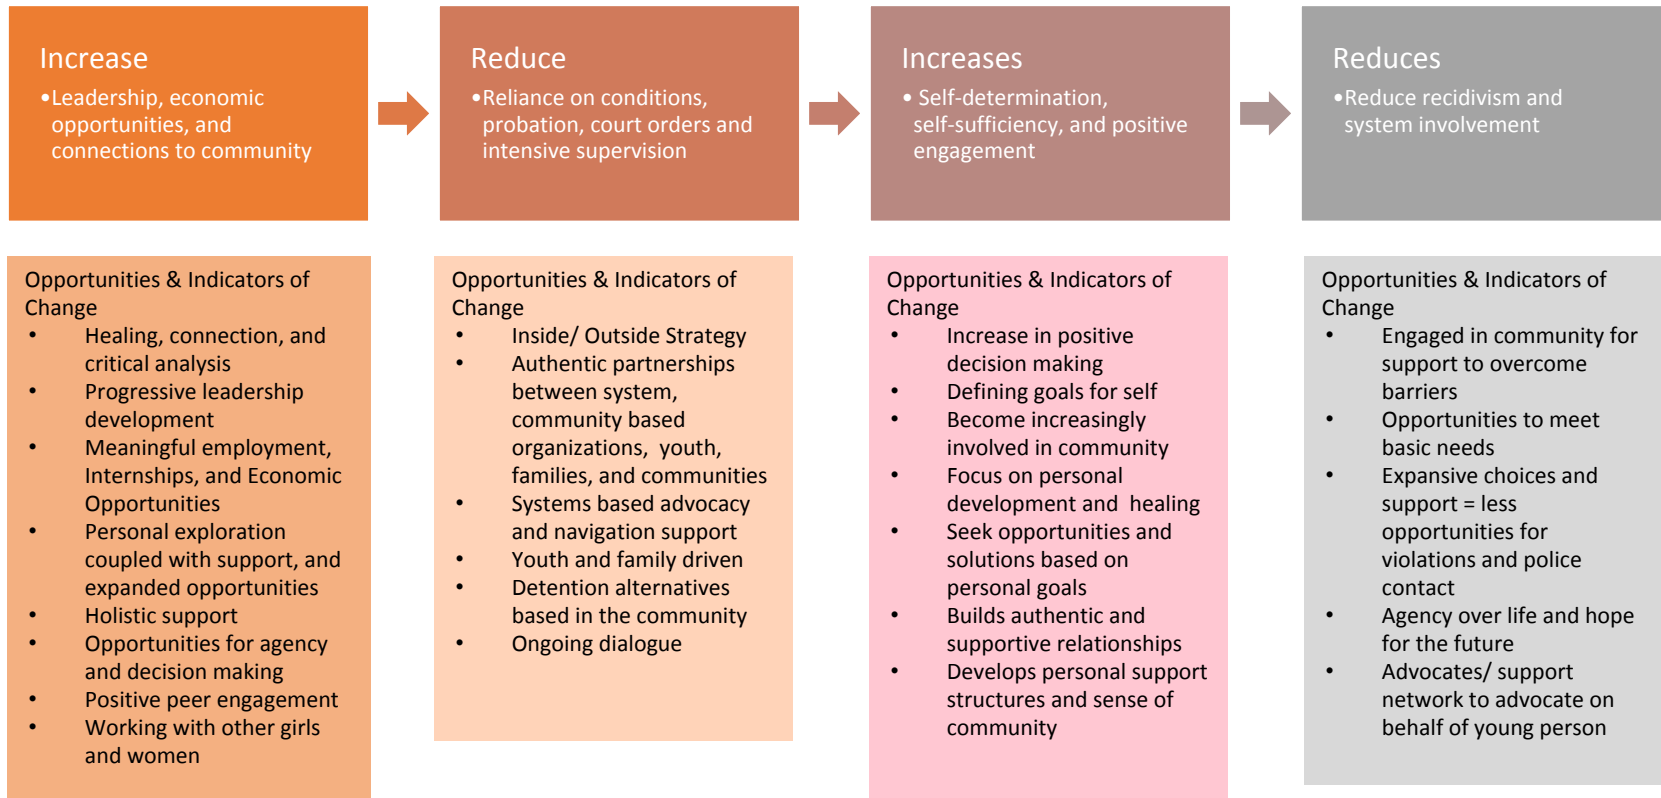 Increase
•Leadership, economic
opportunities, and
connections to community
Reduce
•Reliance on conditions,
probation, court orders and
intensive supervision
Increases
• Self-determination,
self-sufficiency, and positive
engagement
Reduces
•Reduce recidivism and
system involvement
Opportunities & Indicators of
Change
• Healing, connection, and
critical analysis
• Progressive leadership
development
• Meaningful employment,
Internships, and Economic
Opportunities
• Personal exploration
coupled with support, and
expanded opportunities
• Holistic support
• Opportunities for agency
and decision making
• Positive peer engagement
• Working with other girls
and women
Opportunities & Indicators of
Change
• Inside/ Outside Strategy
• Authentic partnerships
between system,
community based
organizations, youth,
families, and communities
• Systems based advocacy
and navigation support
• Youth and family driven
• Detention alternatives
based in the community
• Ongoing dialogue
Opportunities & Indicators of
Change
• Increase in positive
decision making
• Defining goals for self
• Become increasingly
involved in community
• Focus on personal
development and healing
• Seek opportunities and
solutions based on
personal goals
• Builds authentic and
supportive relationships
• Develops personal support
structures and sense of
community
Opportunities & Indicators of
Change
• Engaged in community for
support to overcome
barriers
• Opportunities to meet
basic needs
• Expansive choices and
support = less
opportunities for
violations and police
contact
• Agency over life and hope
for the future
• Advocates/ support
network to advocate on
behalf of young person